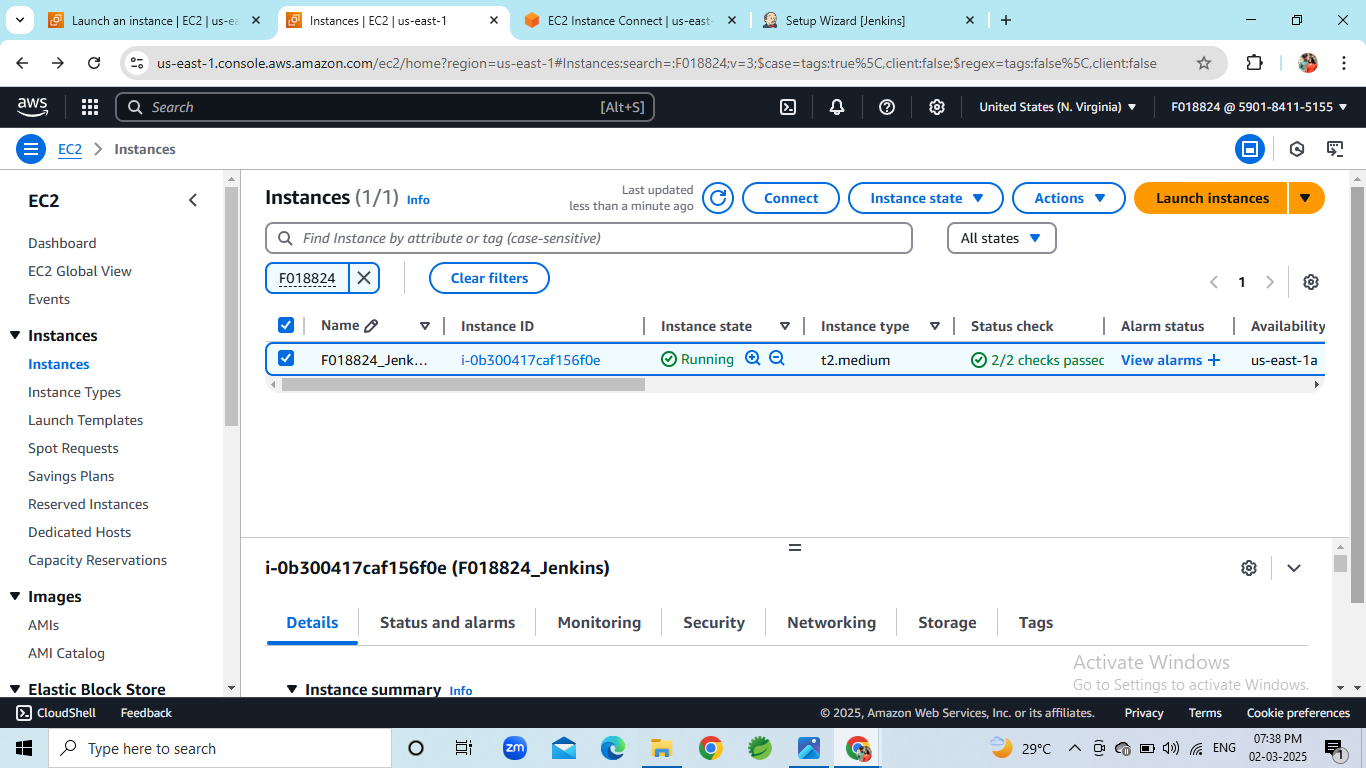 Launch an instance | EC2 | us-ea
Instances | EC2 | us-east-1
EC2 Instance Connect | us-east-
Setup Wizard [Jenkins]
us-east-1.console.aws.amazon.com/ec2/home?region=us-east-1#Instances:search=:F018824;v=3;$case=tags:true%5C,client:false;$regex=tags:false%5C,client:false
aws
Search [Alt+S]
United States (N. Virginia)
F018824 @ 5901-8411-5155
EC2 Instances
EC2
Dashboard
EC2 Global View
Events
Instances
Instances
Instance Types
Launch Templates
Spot Requests
Savings Plans
Reserved Instances
Dedicated Hosts
Capacity Reservations
Images
AMIs
AMI Catalog
Elastic Block Store
Instances (1/1) Info
Last updated
less than a minute ago
Connect
Instance state
Actions
Launch instances
Find Instance by attribute or tag (case-sensitive)
All states
F018824
Clear filters
1
Name Instance ID Instance state Instance type Status check Alarm status Availability
F018824_Jenk... i-0b300417caf156f0e Running t2.medium 2/2 checks passec View alarms + us-east-1a
i-0b300417caf156f0e (F018824_Jenkins)
Details Status and alarms Monitoring Security Networking Storage Tags
Instance summary Info
Activate Windows
Go to Settings to activate Windows.
CloudShell Feedback
© 2025, Amazon Web Services, Inc. or its affiliates. Privacy Terms Cookie preferences
Type here to search
zm
29°C
ENG
07:38 PM
02-03-2025
1